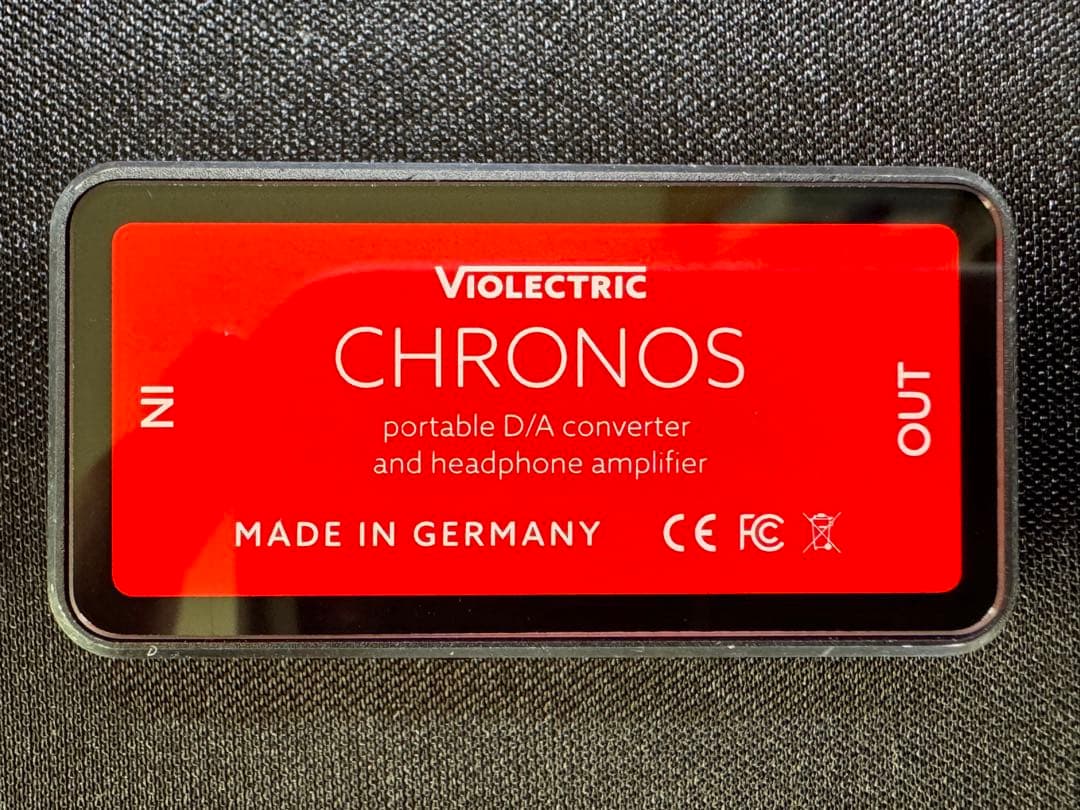 VIOLECTRIC
CHRONOS
portable D/A converter
and headphone amplifier
IN
OUT
MADE IN GERMANY CE FC